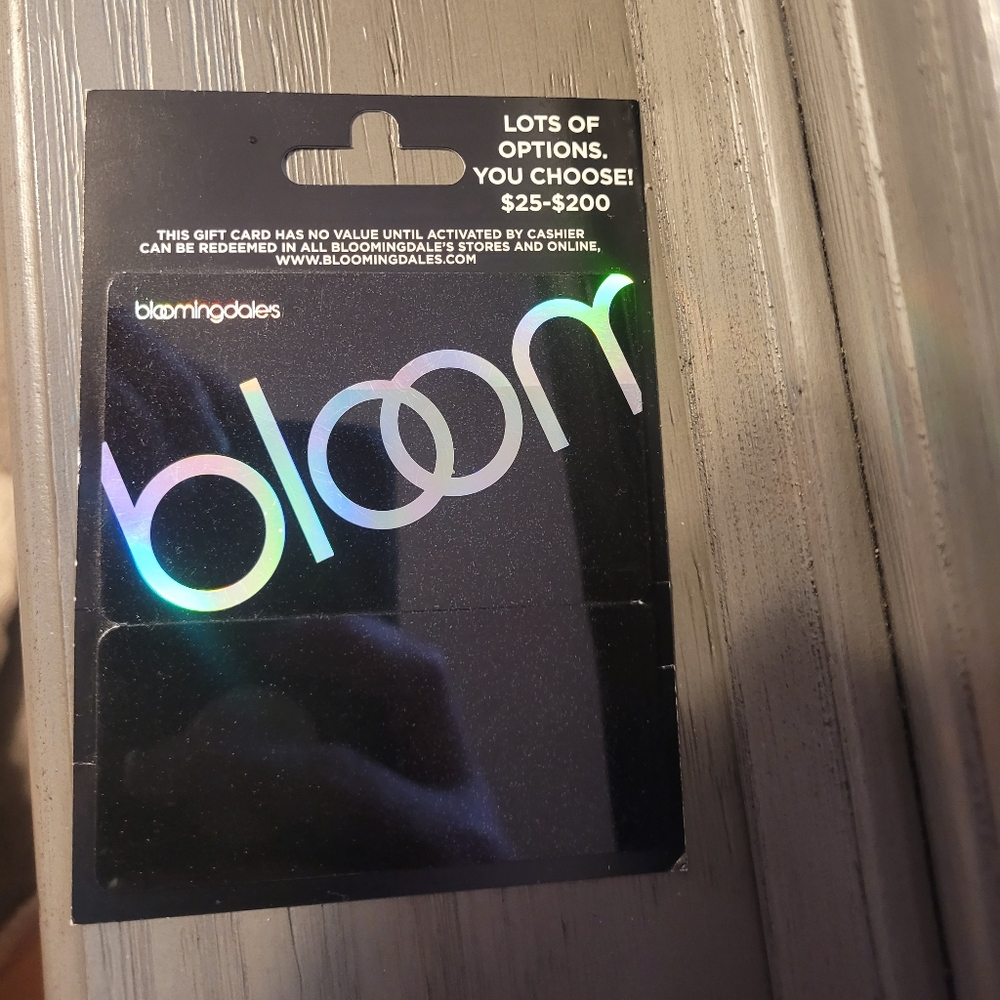 LOTS OF
OPTIONS.
YOU CHOOSE!
$25-$200
THIS GIFT CARD HAS NO VALUE UNTIL ACTIVATED BY CASHIER
CAN BE REDEEMED IN ALL BLOOMINGDALE'S STORES AND ONLINE,
WWW.BLOOMINGDALES.COM
bloomingdale's
bloom